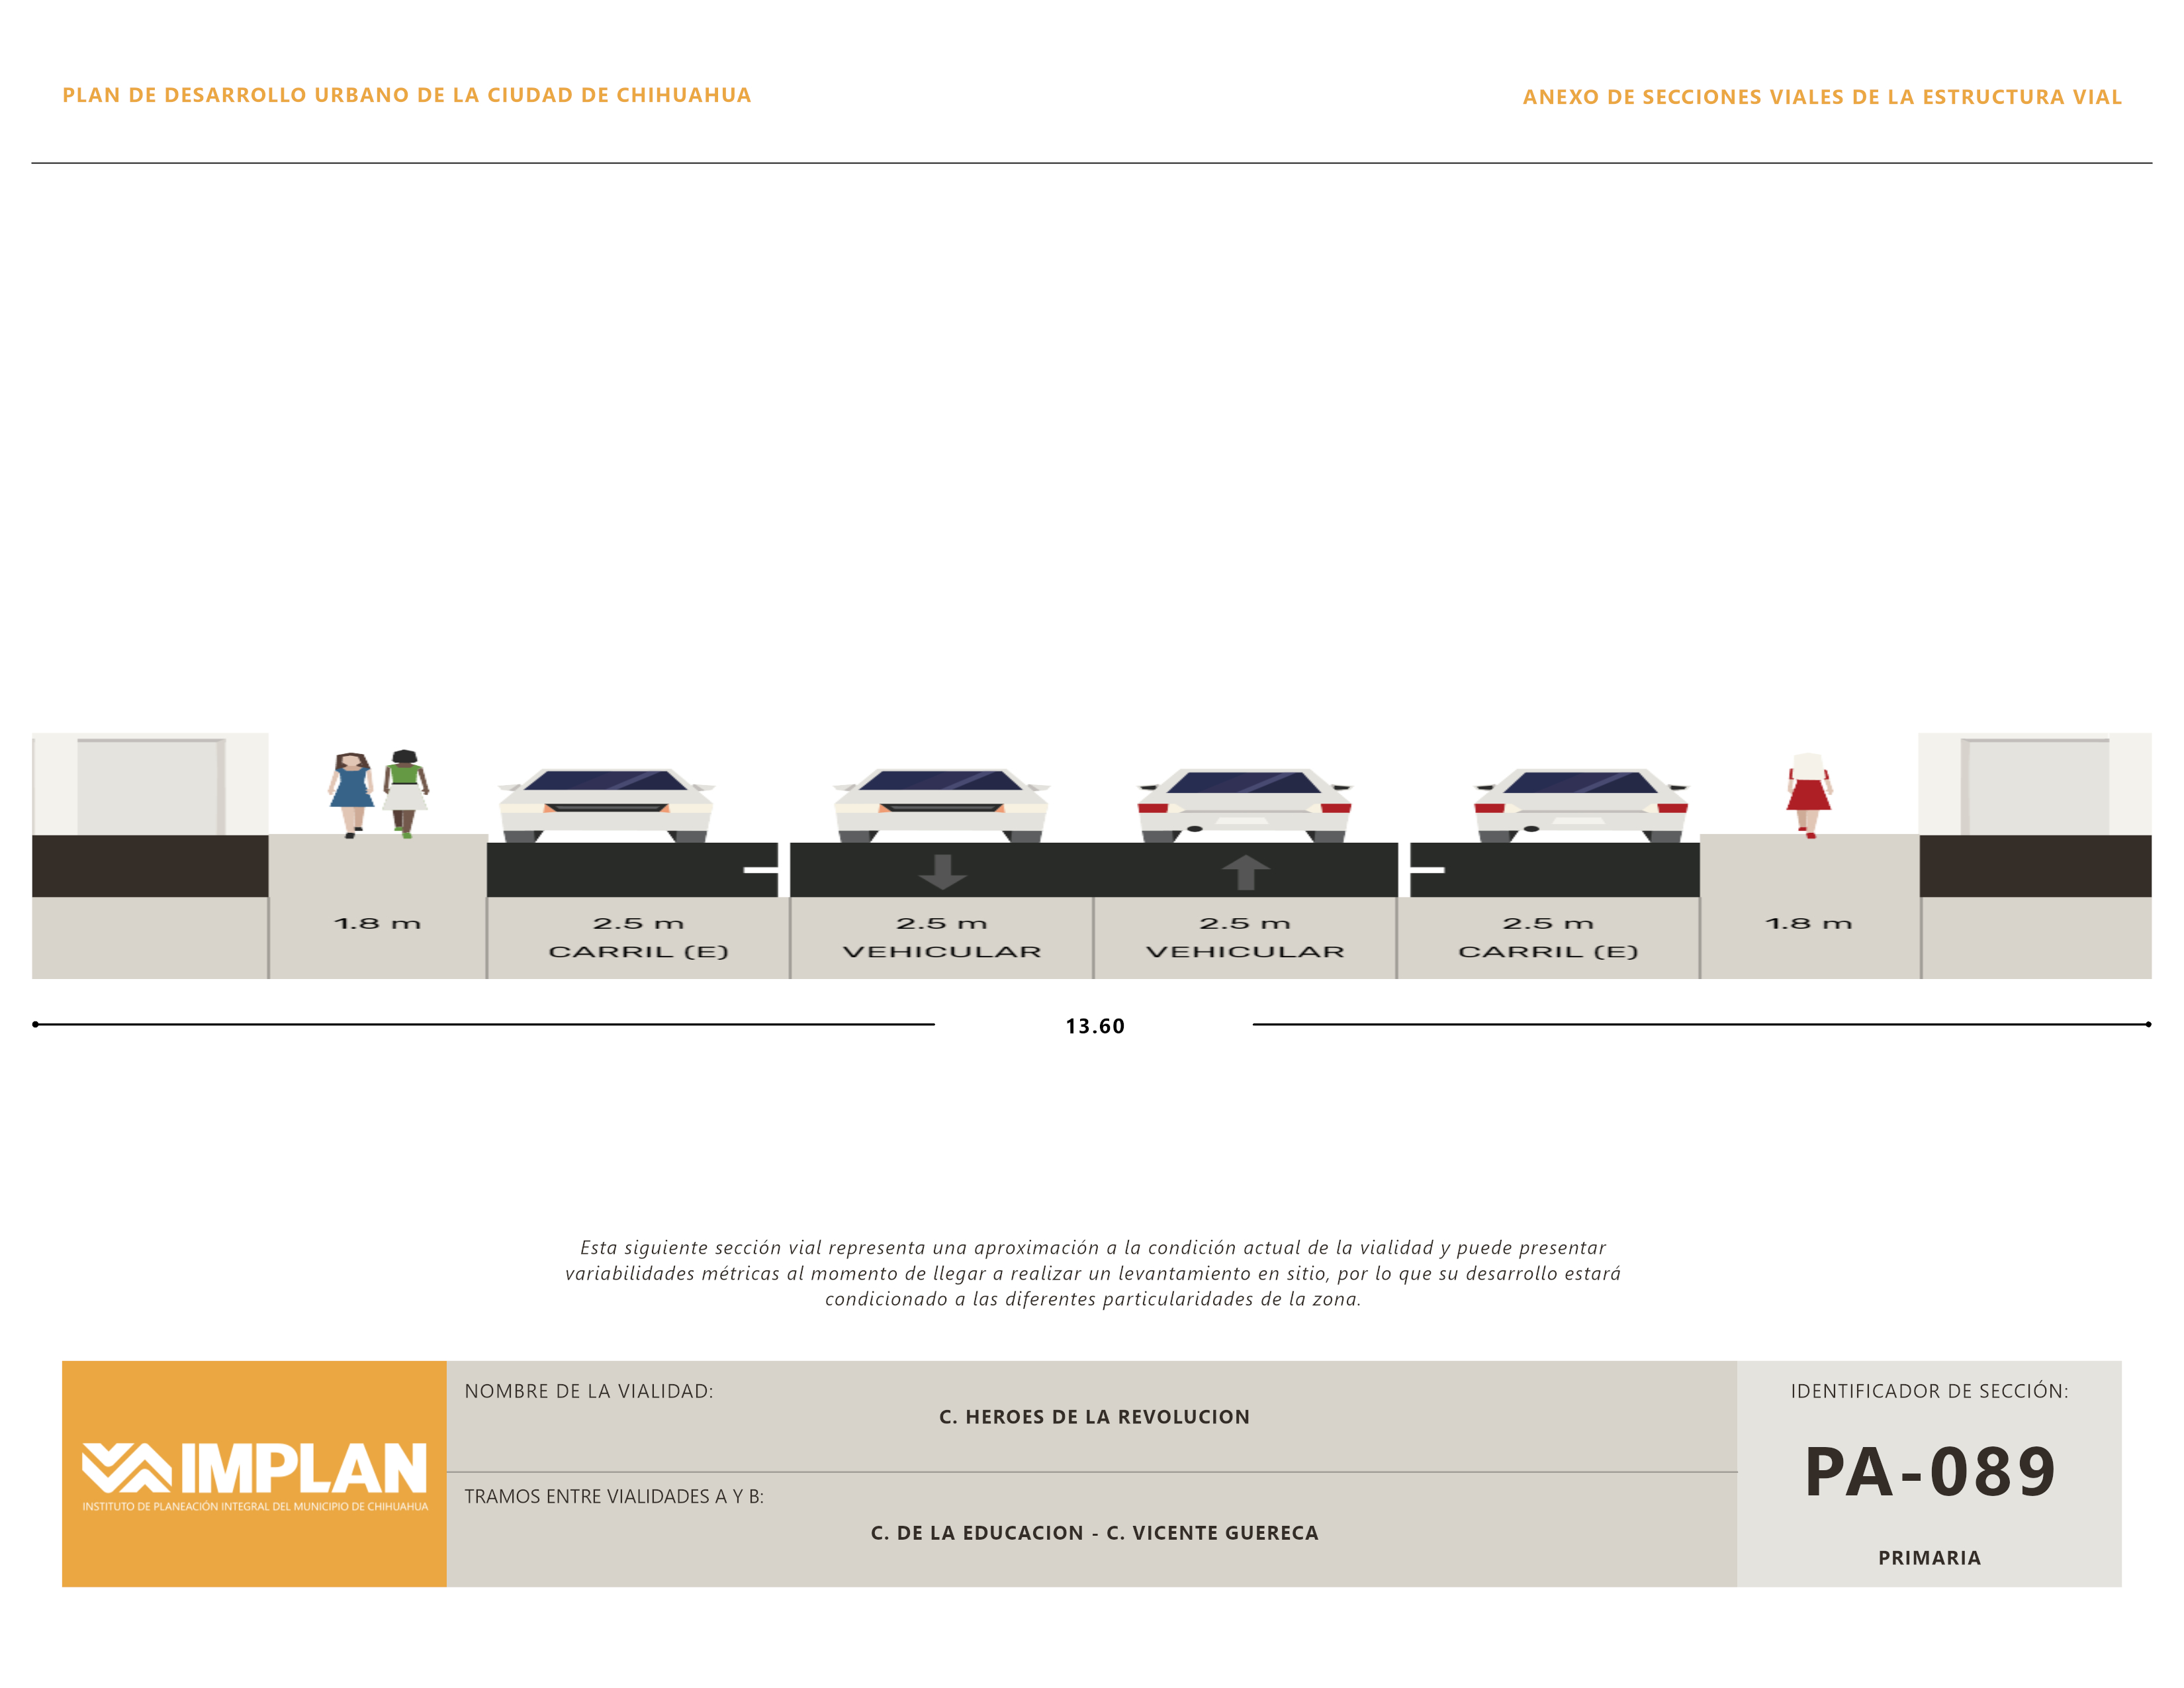 PLAN DE DESARROLLO URBANO DE LA CIUDAD DE CHIHUAHUA
ANEXO DE SECCIONES VIALES DE LA ESTRUCTURA VIAL
1.8 m
2.5 m
CARRIL (E)
2.5 m
VEHICULAR
2.5 m
VEHICULAR
2.5 m
CARRIL (E)
1.8 m
13.60
Esta siguiente sección vial representa una aproximación a la condición actual de la vialidad y puede presentar
variabilidades métricas al momento de llegar a realizar un levantamiento en sitio, por lo que su desarrollo estará
condicionado a las diferentes particularidades de la zona.
IMPLAN
INSTITUTO DE PLANEACIÓN INTEGRAL DEL MUNICIPIO DE CHIHUAHUA
NOMBRE DE LA VIALIDAD:
C. HEROES DE LA REVOLUCION
TRAMOS ENTRE VIALIDADES A Y B:
C. DE LA EDUCACION - C. VICENTE GUERECA
IDENTIFICADOR DE SECCIÓN:
PA-089
PRIMARIA